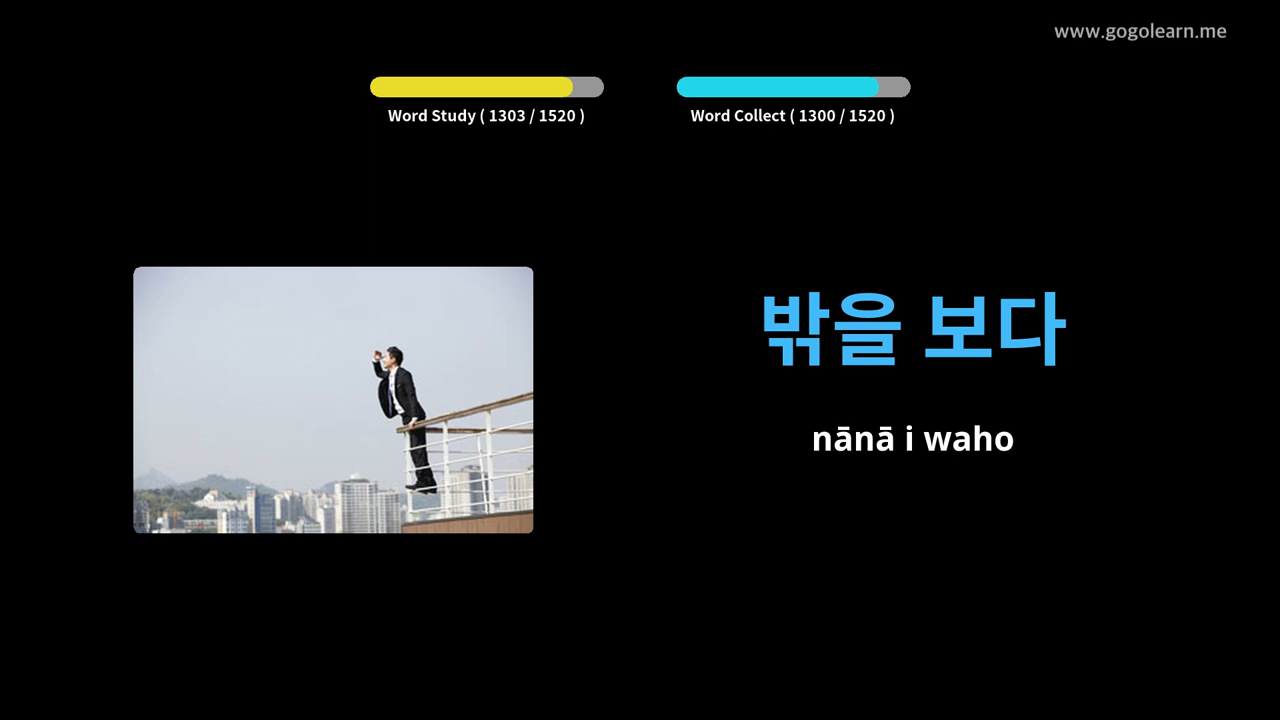 www.gogolearn.me
Word Study ( 1303 / 1520 )
Word Collect ( 1300 / 1520 )
밖을 보다
nānā i waho